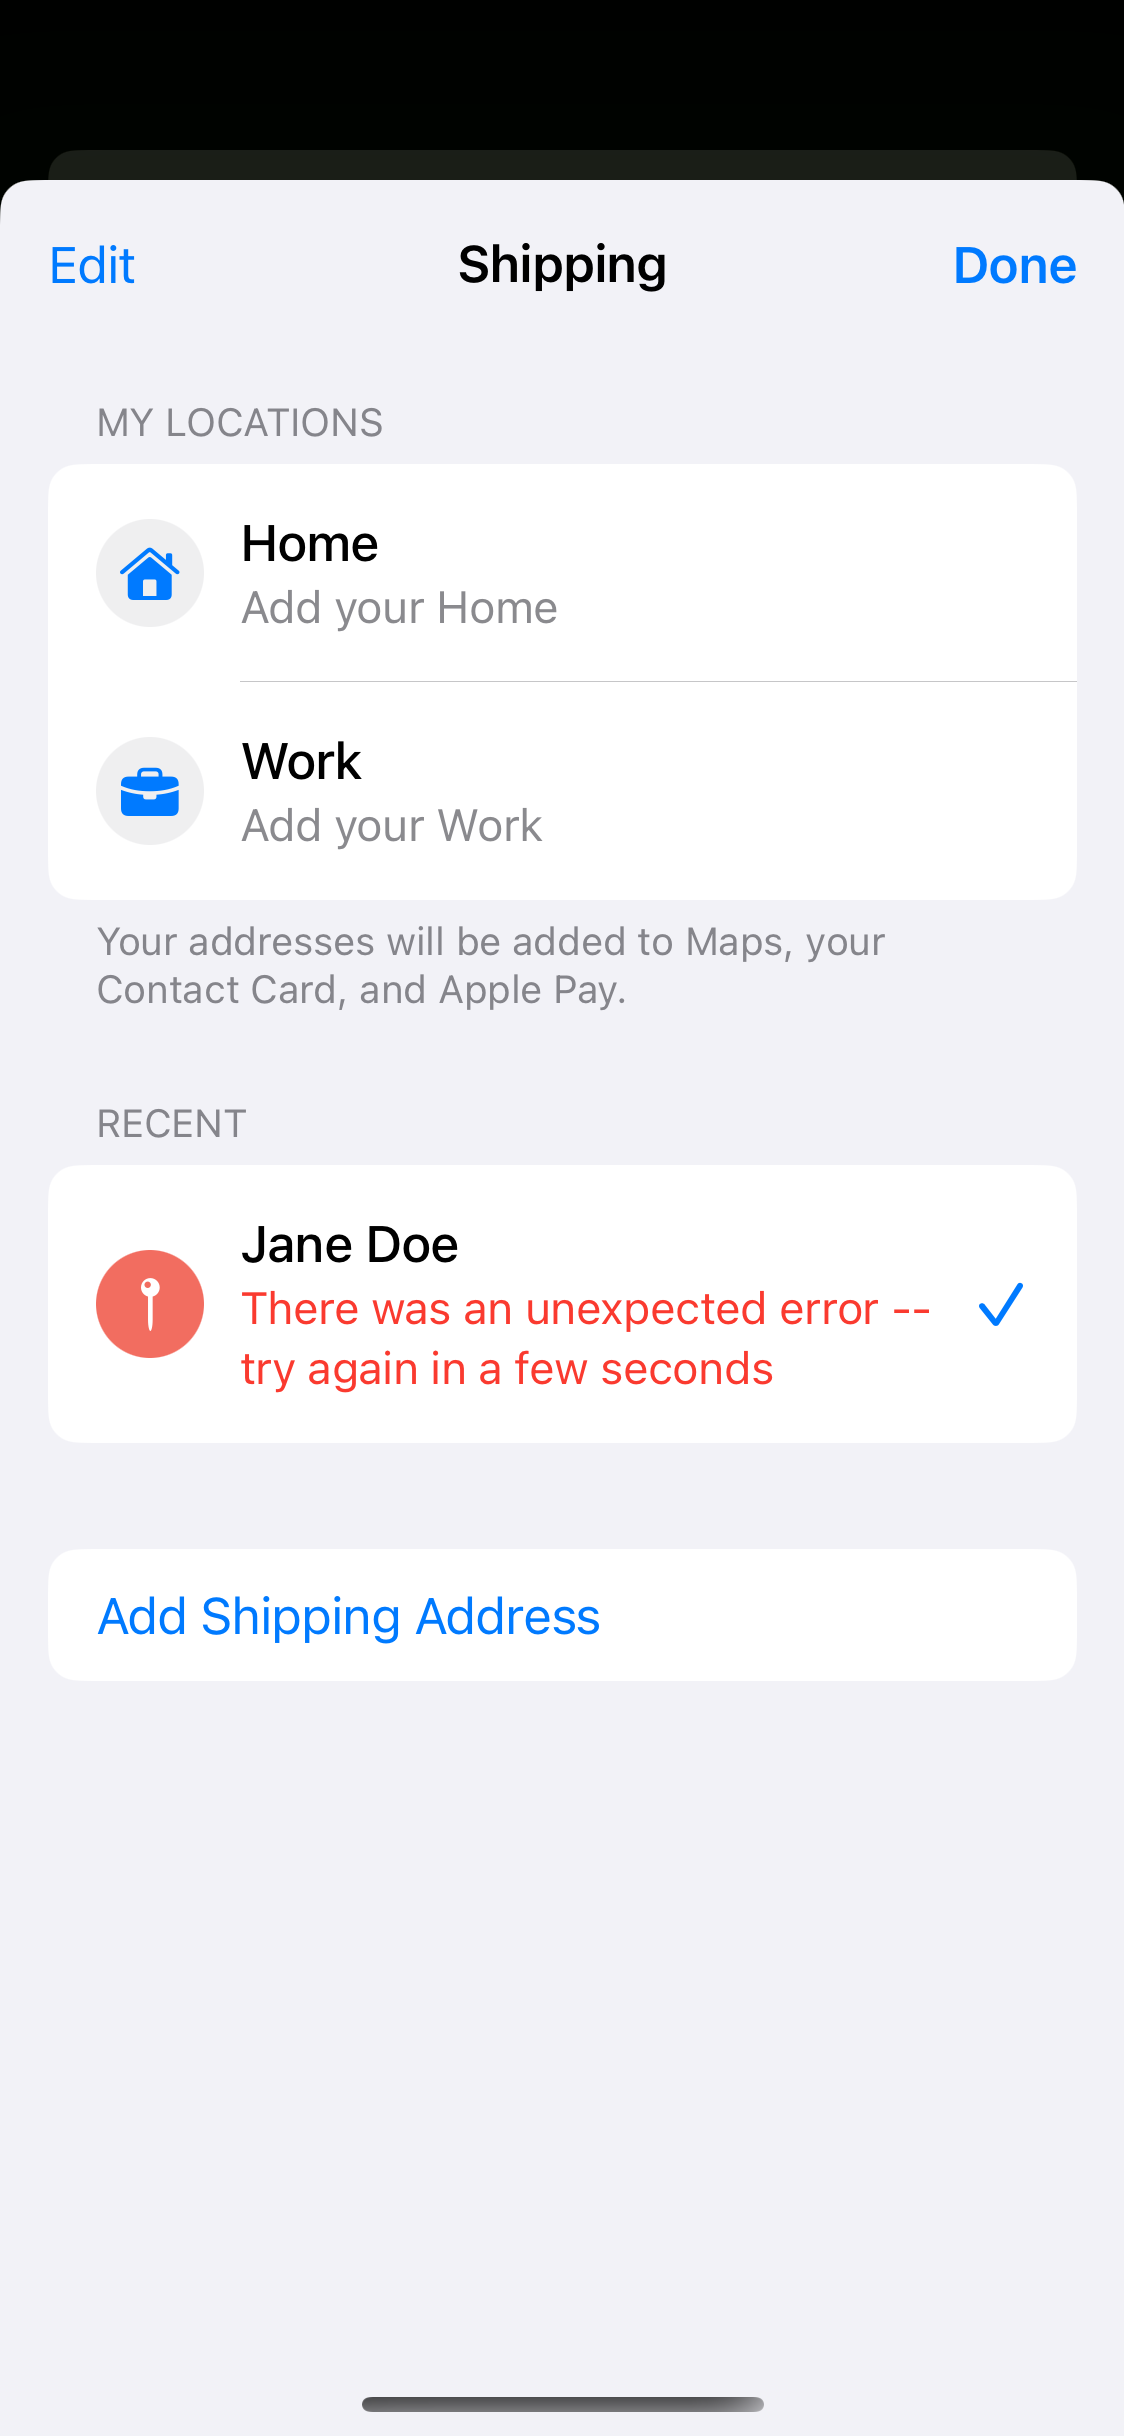 Edit
Shipping
Done
MY LOCATIONS
Home
Add your Home
Work
Add your Work
Your addresses will be added to Maps, your
Contact Card, and Apple Pay.
RECENT
Jane Doe
There was an unexpected error --
try again in a few seconds
Add Shipping Address